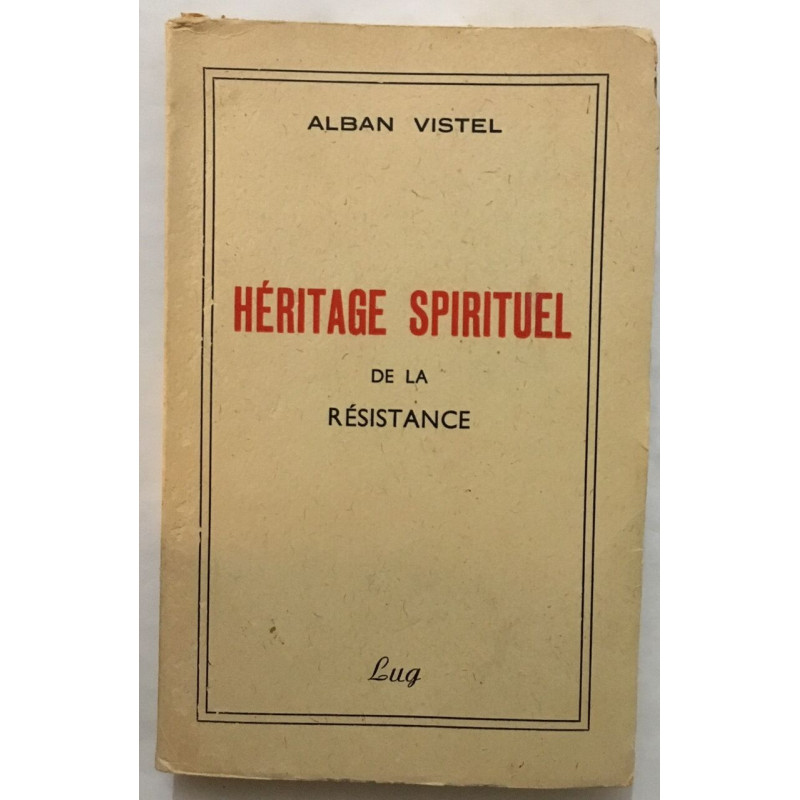 ALBAN VISTEL
HÉRITAGE SPIRITUEL
DE LA
RÉSISTANCE
Lug